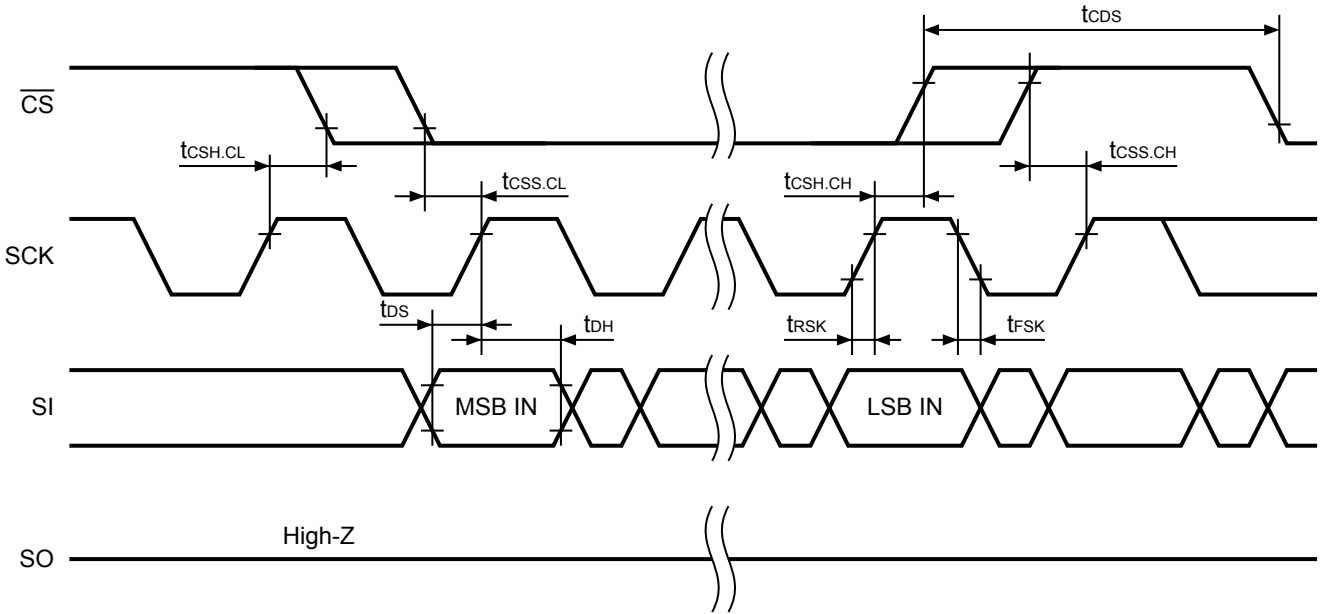 tCDS
CS
tCSH.CL
tCSS.CL
tCSH.CH
tCSS.CH
SCK
tDS
tDH
tRSK
tFSK
SI
MSB IN
LSB IN
High-Z
SO